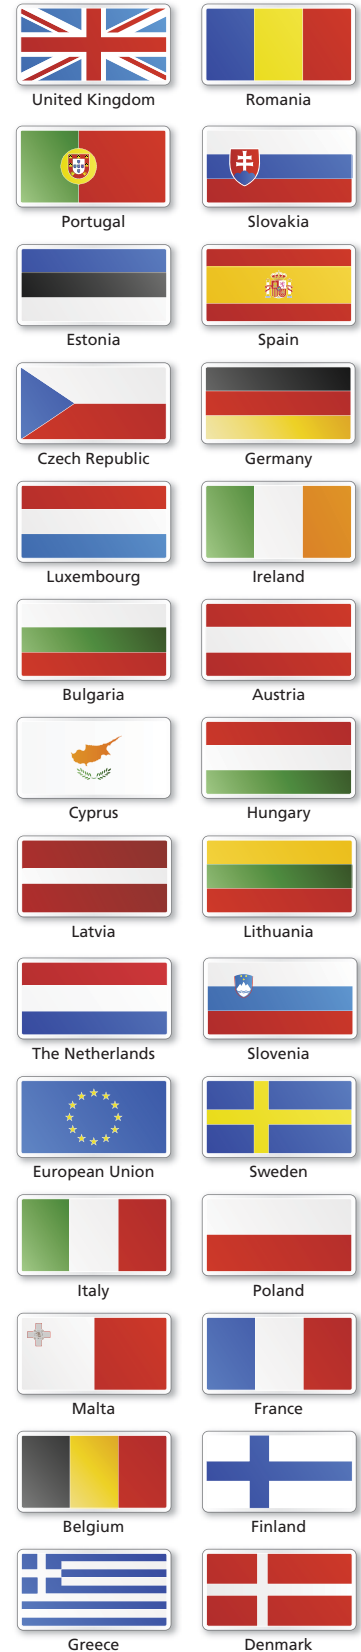 United Kingdom
Romania
Portugal
Slovakia
Estonia
Spain
Czech Republic
Germany
Luxembourg
Ireland
Bulgaria
Austria
Cyprus
Hungary
Latvia
Lithuania
The Netherlands
Slovenia
European Union
Sweden
Italy
Poland
Malta
France
Belgium
Finland
Greece
Denmark